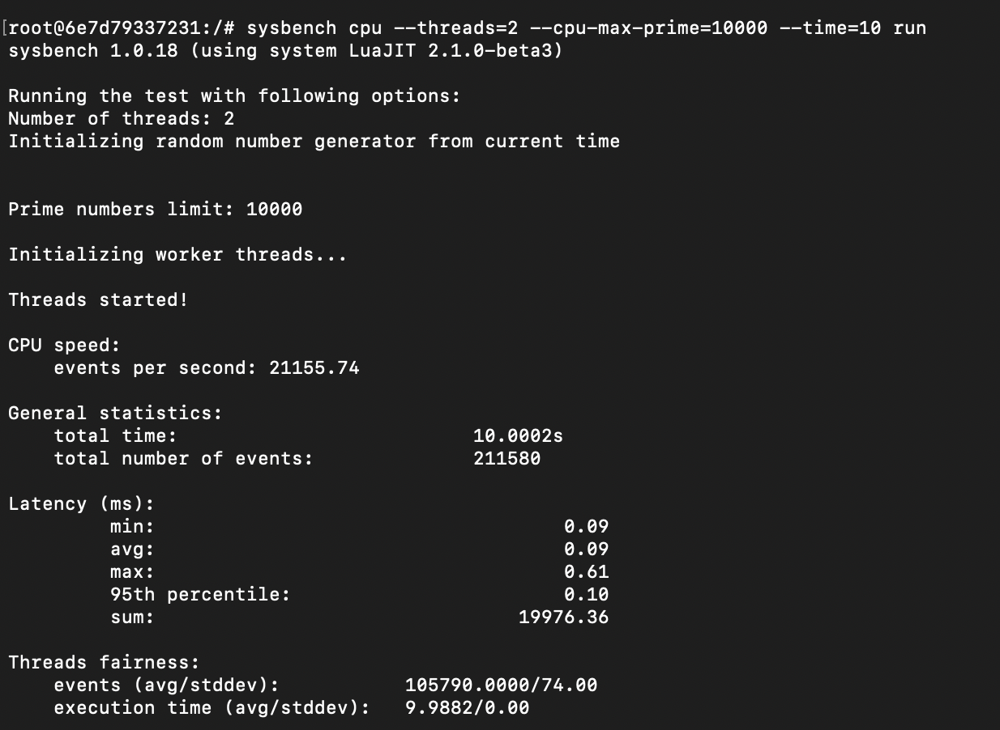 [root@6e7d79337231:/# sysbench cpu --threads=2 --cpu-max-prime=10000 --time=10 run
sysbench 1.0.18 (using system LuaJIT 2.1.0-beta3)
Running the test with following options:
Number of threads: 2
Initializing random number generator from current time
Prime numbers limit: 10000
Initializing worker threads...
Threads started!
CPU speed:
events per second: 21155.74
General statistics:
total time: 10.0002s
total number of events: 211580
Latency (ms):
min: 0.09
avg: 0.09
max: 0.61
95th percentile: 0.10
sum: 19976.36
Threads fairness:
events (avg/stddev): 105790.0000/74.00
execution time (avg/stddev): 9.9882/0.00